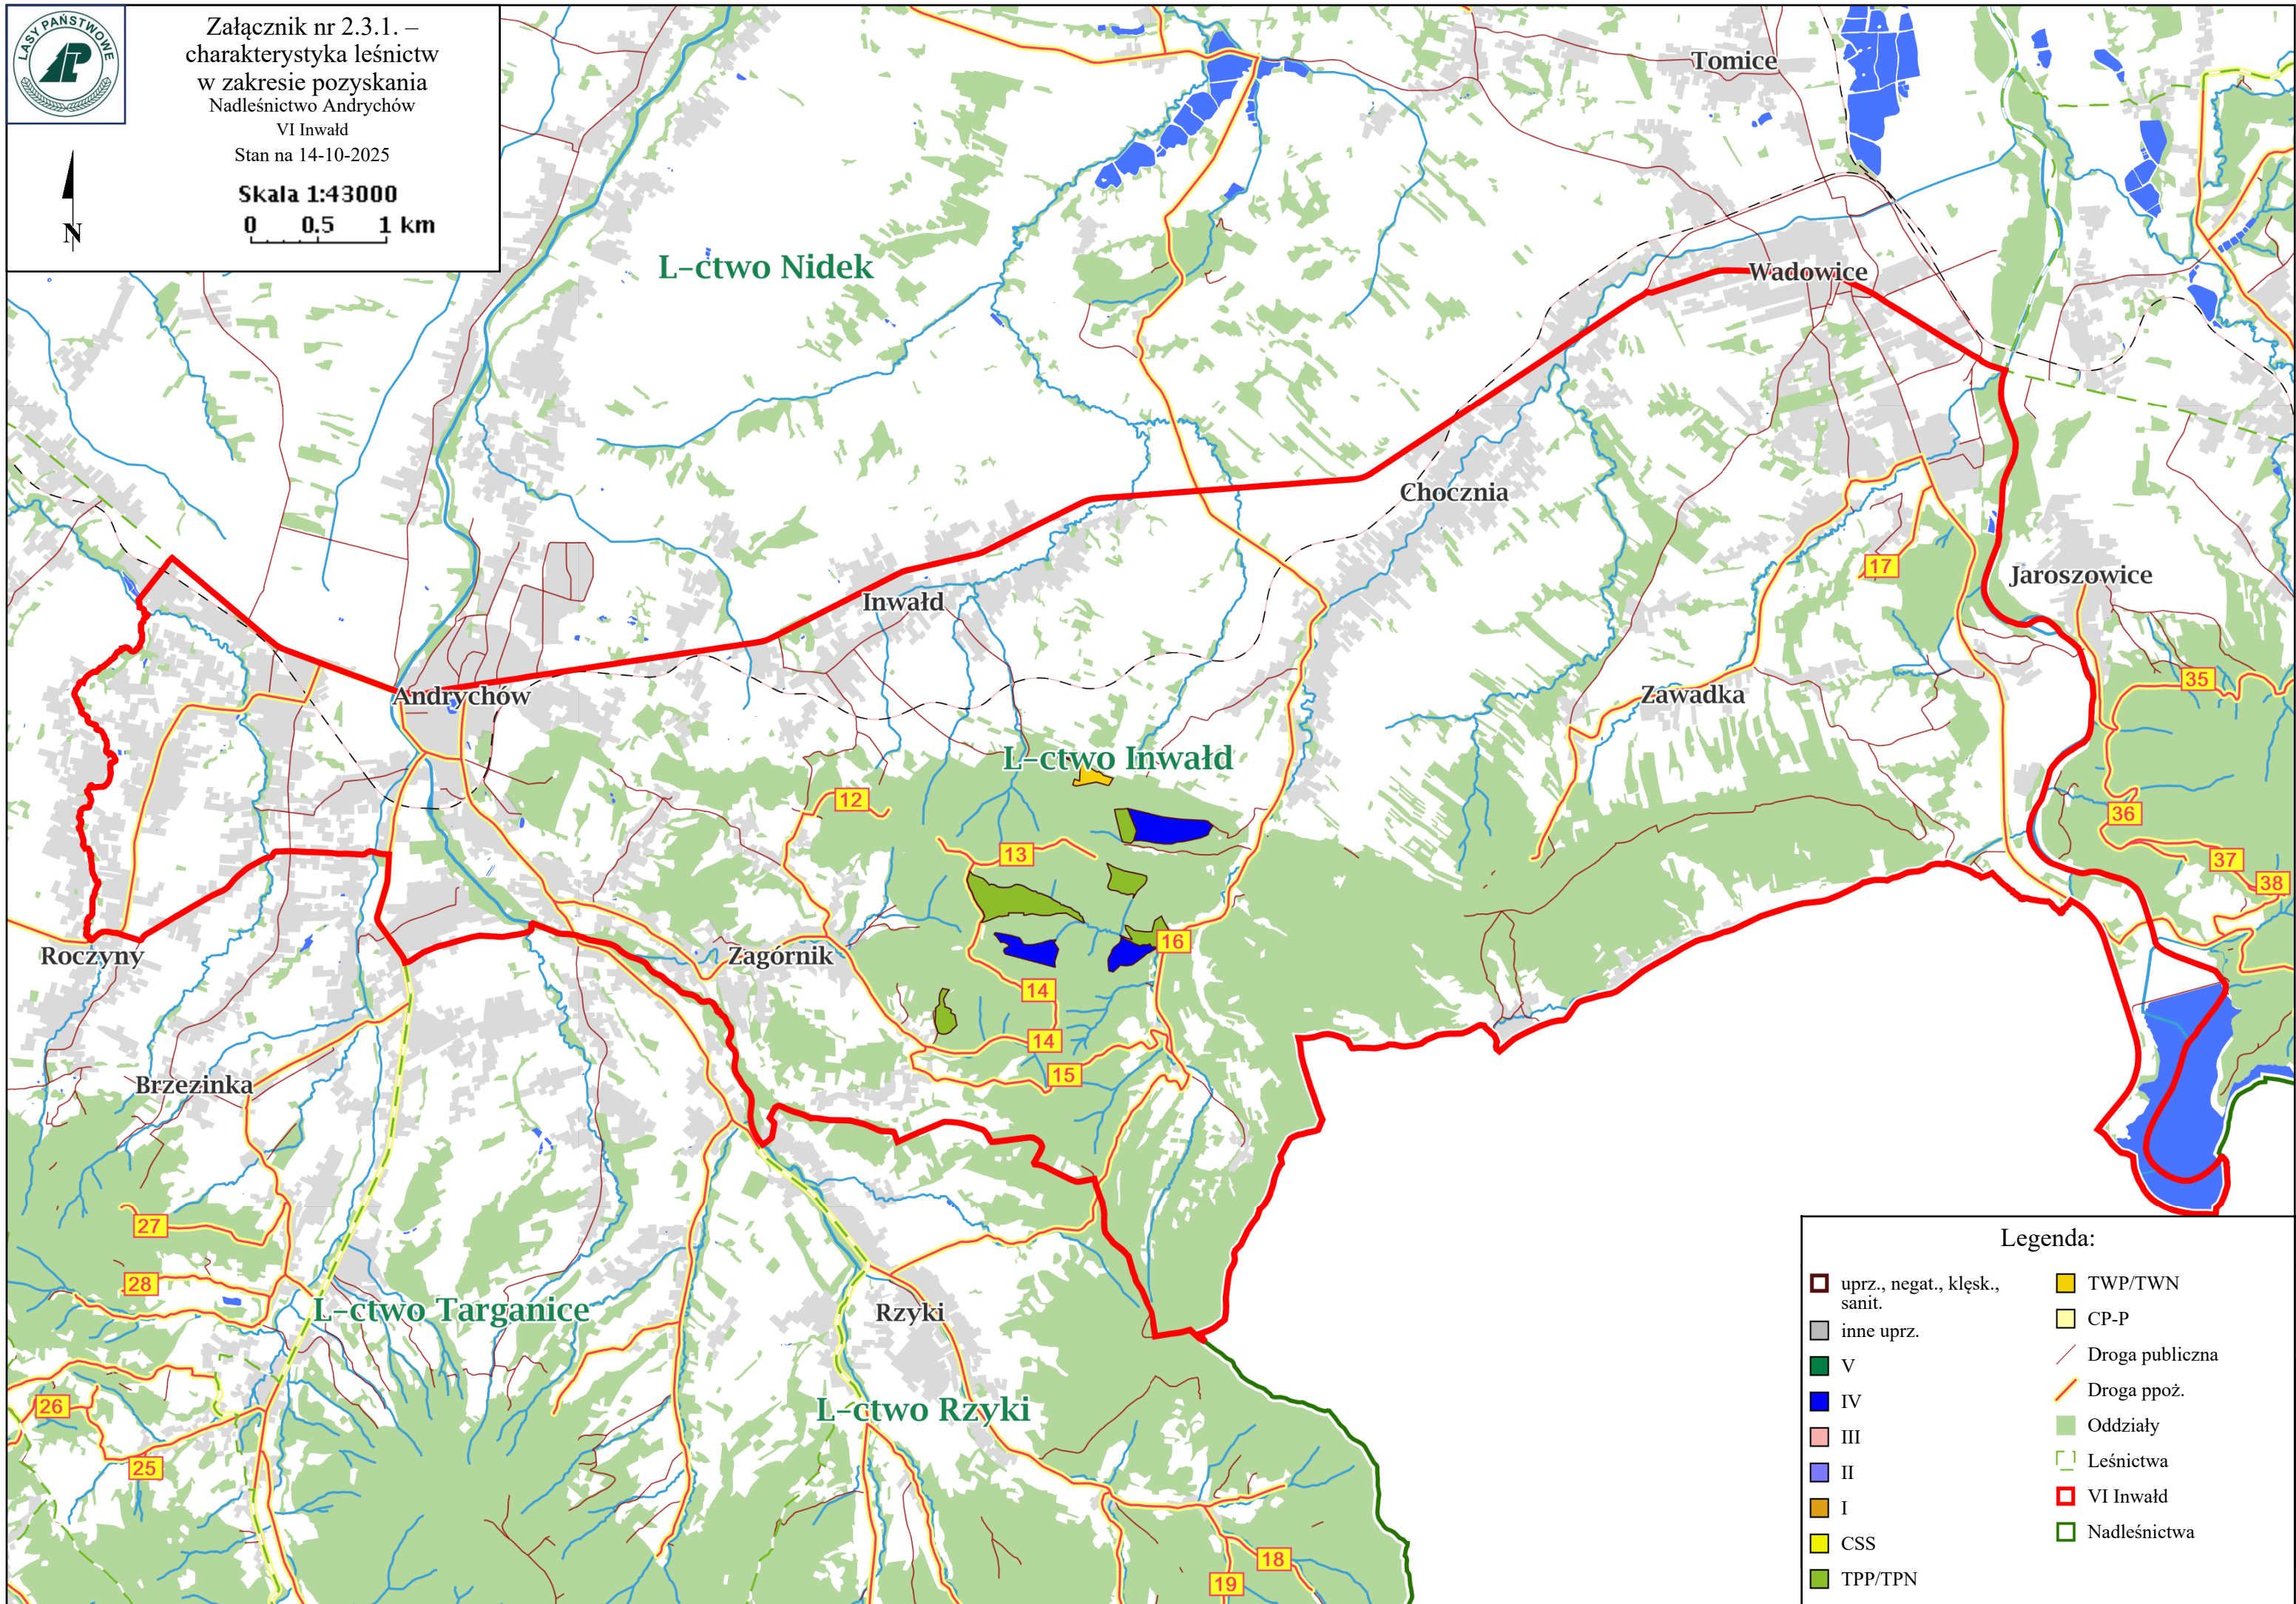 LASY PAŃSTWOWE
Załącznik nr 2.3.1. –
charakterystyka leśnictw
w zakresie pozyskania
Nadleśnictwo Andrychów
VI Inwałd
Stan na 14-10-2025
Skala 1:43000
0 0.5 1 km
N
Tomice
L-ctwo Nidek
Wadowice
Chocznia
17
Jaroszowice
Inwałd
35
Andrychów
Zawadka
L-ctwo Inwałd
12
36
13
37
38
16
Roczyny
Zagórnik
14
14
15
Brzezinka
27
28
L-ctwo Targanice
Rzyki
26
L-ctwo Rzyki
25
18
19
Legenda:
uprz., negat., klęsk.,
sanit.
inne uprz.
V
IV
III
II
I
CSS
TPP/TPN
TWP/TWN
CP-P
Droga publiczna
Droga ppoż.
Oddziały
Leśnictwa
VI Inwałd
Nadleśnictwa